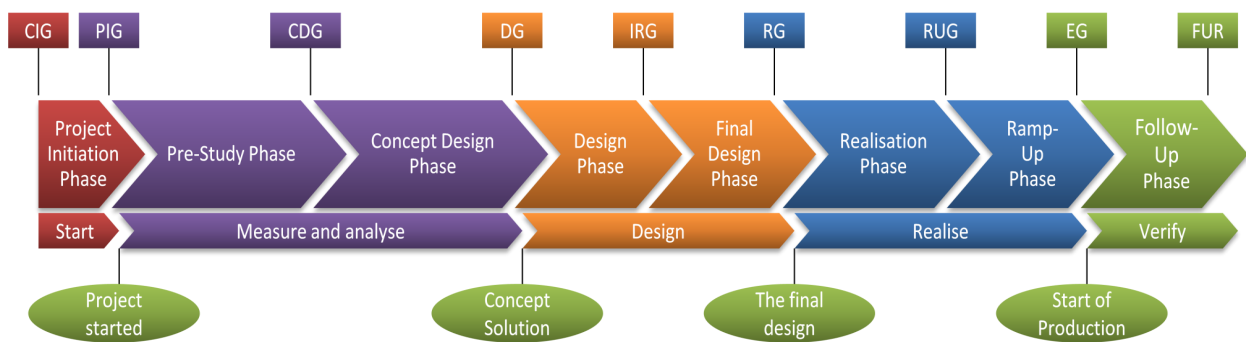 CIG
PIG
CDG
DG
IRG
RG
RUG
EG
FUR
Project
Initiation
Phase
Pre-Study Phase
Concept Design
Phase
Design
Phase
Final
Design
Phase
Realisation
Phase
Ramp-
Up
Phase
Follow-
Up
Phase
Start
Measure and analyse
Design
Realise
Verify
Project
started
Concept
Solution
The final
design
Start of
Production